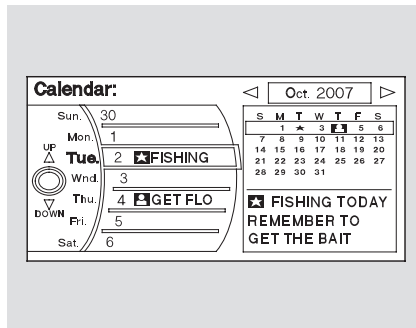 Calendar:
Oct. 2007
Sun. 30
Mon. 1
Tue. 2 FISHING
Wnd. 3
Thu. 4 GET FLO
Fri. 5
Sat. 6
UP
DOWN
S M T W T F S
1 ★ 3 5 6
7 8 9 10 11 12 13
14 15 16 17 18 19 20
21 22 23 24 25 26 27
28 29 30 31
★ FISHING TODAY
REMEMBER TO
GET THE BAIT